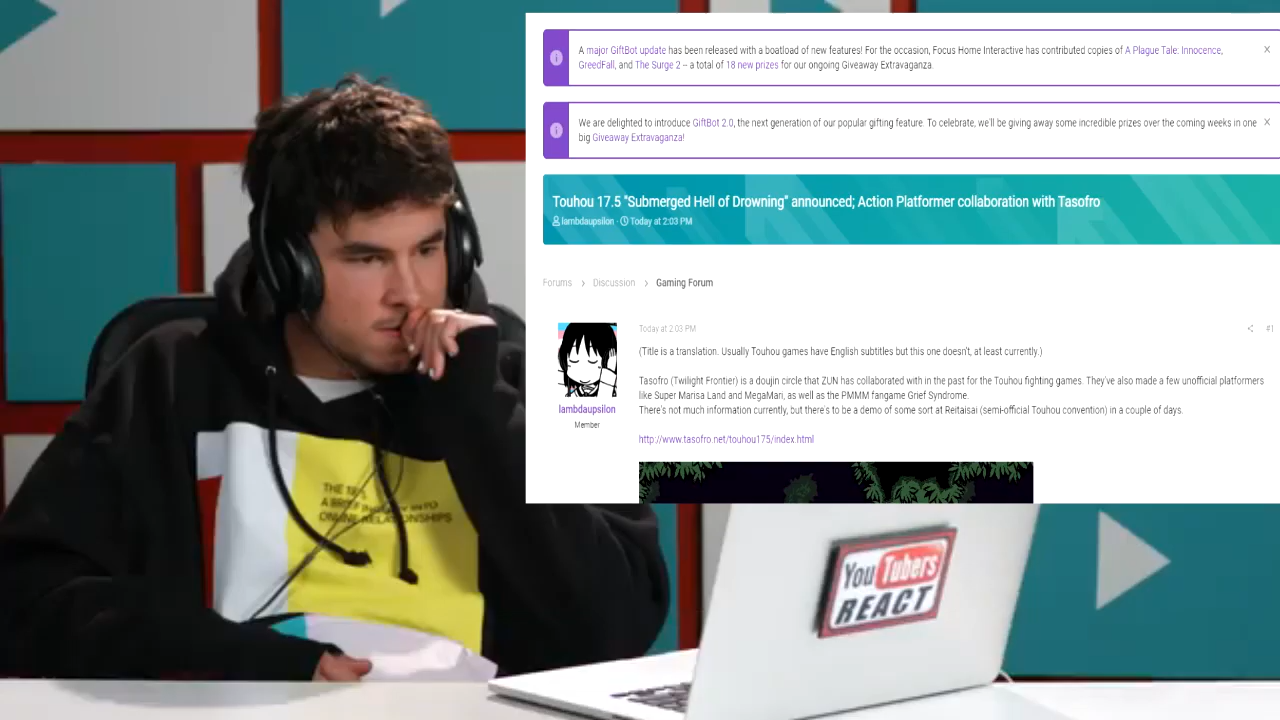 A major GiftBot update has been released with a boatload of new features! For the occasion, Focus Home Interactive has contributed copies of A Plague Tale: Innocence,
GreedFall, and The Surge 2 – a total of 18 new prizes for our ongoing Giveaway Extravaganza.
We are delighted to introduce GiftBot 2.0, the next generation of our popular gifting feature. To celebrate, we'll be giving away some incredible prizes over the coming weeks in one
big Giveaway Extravaganza!
Touhou 17.5 "Submerged Hell of Drowning" announced; Action Platformer collaboration with Tasofro
lambdaupsilon · Today at 2:03 PM
Forums > Discussion > Gaming Forum
Today at 2:03 PM
#1
(Title is a translation. Usually Touhou games have English subtitles but this one doesn't, at least currently.)
Tasofro (Twilight Frontier) is a doujin circle that ZUN has collaborated with in the past for the Touhou fighting games. They've also made a few unofficial platformers
like Super Marisa Land and MegaMari, as well as the PMMM fangame Grief Syndrome.
There's not much information currently, but there's to be a demo of some sort at Reitaisai (semi-official Touhou convention) in a couple of days.
lambdaupsilon
Member
http://www.tasofro.net/touhou175/index.html
THE 1975
A BRIEF INQUIRY INTO
ONLINE RELATIONSHIPS
YouTubers
REACT